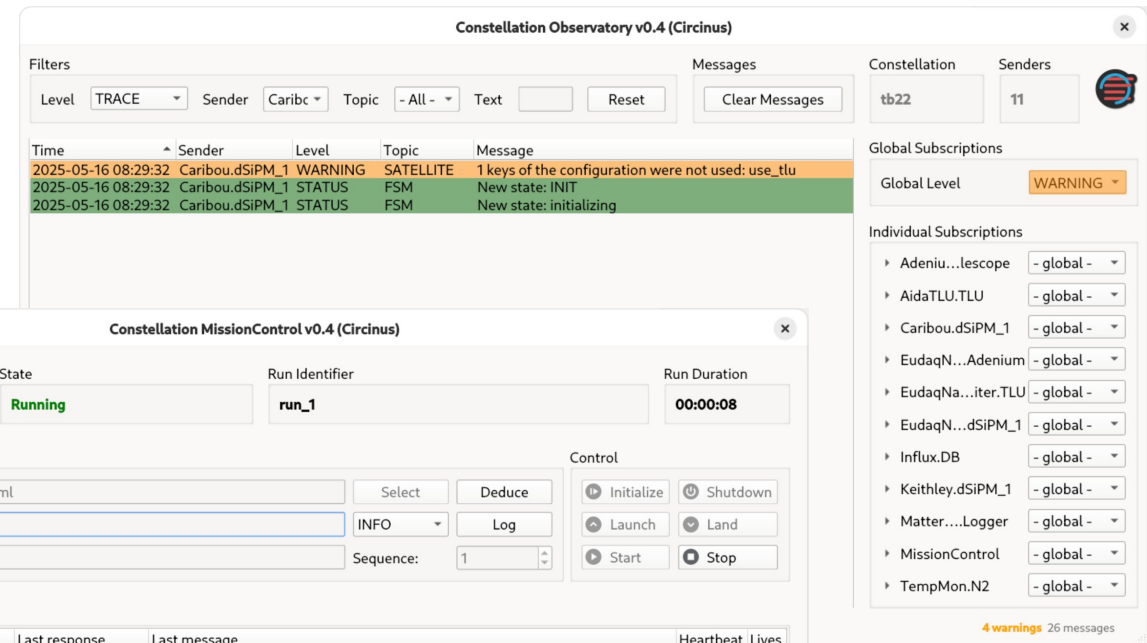 Constellation Observatory v0.4 (Circinus)
Filters
Messages
Constellation
Senders
Level TRACE Sender Caribc Topic - All - Text Reset
Clear Messages
tb22
11
Time Sender Level Topic Message
2025-05-16 08:29:32 Caribou.dSiPM_1 WARNING SATELLITE 1 keys of the configuration were not used: use_tlu
2025-05-16 08:29:32 Caribou.dSiPM_1 STATUS FSM New state: INIT
2025-05-16 08:29:32 Caribou.dSiPM_1 STATUS FSM New state: initializing
Global Subscriptions
Global Level WARNING
Individual Subscriptions
Adeniu...lescope - global -
AidaTLU.TLU - global -
Caribou.dSiPM_1 - global -
EudaqN...Adenium - global -
EudaqNa...iter.TLU - global -
EudaqN...dSiPM_1 - global -
Influx.DB - global -
Keithley.dSiPM_1 - global -
Matter....Logger - global -
MissionControl - global -
TempMon.N2 - global -
4 warnings 26 messages
Constellation MissionControl v0.4 (Circinus)
State
Run Identifier
Run Duration
Running
run_1
00:00:08
Control
ml Select Deduce
Initialize Shutdown
INFO Log
Launch Land
Sequence: 1
Start Stop
Last response Last message Heartbeat Lives